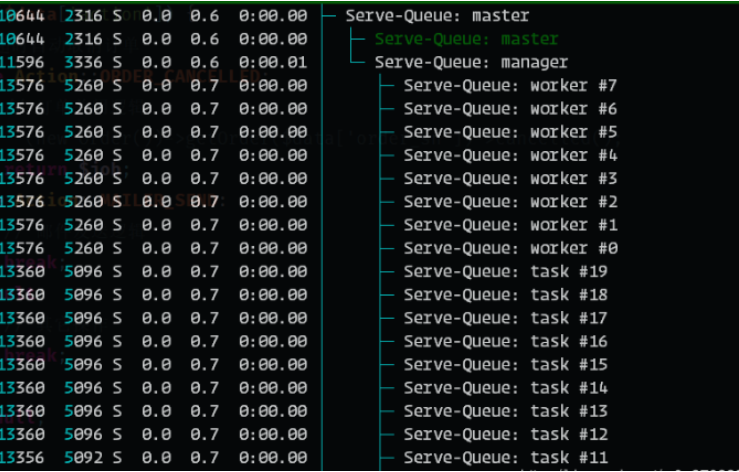 10644 2316 S 0.0 0.6 0:00.00 Serve-Queue: master
10644 2316 S 0.0 0.6 0:00.00 Serve-Queue: master
11596 3336 S 0.0 0.6 0:00.01 Serve-Queue: manager
13576 5260 S 0.0 0.7 0:00.00 Serve-Queue: worker #7
13576 5260 S 0.0 0.7 0:00.00 Serve-Queue: worker #6
13576 5260 S 0.0 0.7 0:00.00 Serve-Queue: worker #5
13576 5260 S 0.0 0.7 0:00.00 Serve-Queue: worker #4
13576 5260 S 0.0 0.7 0:00.00 Serve-Queue: worker #3
13576 5260 S 0.0 0.7 0:00.00 Serve-Queue: worker #2
13576 5260 S 0.0 0.7 0:00.00 Serve-Queue: worker #1
13576 5260 S 0.0 0.7 0:00.00 Serve-Queue: worker #0
13360 5096 S 0.0 0.7 0:00.00 Serve-Queue: task #19
13360 5096 S 0.0 0.7 0:00.00 Serve-Queue: task #18
13360 5096 S 0.0 0.7 0:00.00 Serve-Queue: task #17
13360 5096 S 0.0 0.7 0:00.00 Serve-Queue: task #16
13360 5096 S 0.0 0.7 0:00.00 Serve-Queue: task #15
13360 5096 S 0.0 0.7 0:00.00 Serve-Queue: task #14
13360 5096 S 0.0 0.7 0:00.00 Serve-Queue: task #13
13360 5096 S 0.0 0.7 0:00.00 Serve-Queue: task #12
13356 5092 S 0.0 0.7 0:00.00 Serve-Queue: task #11